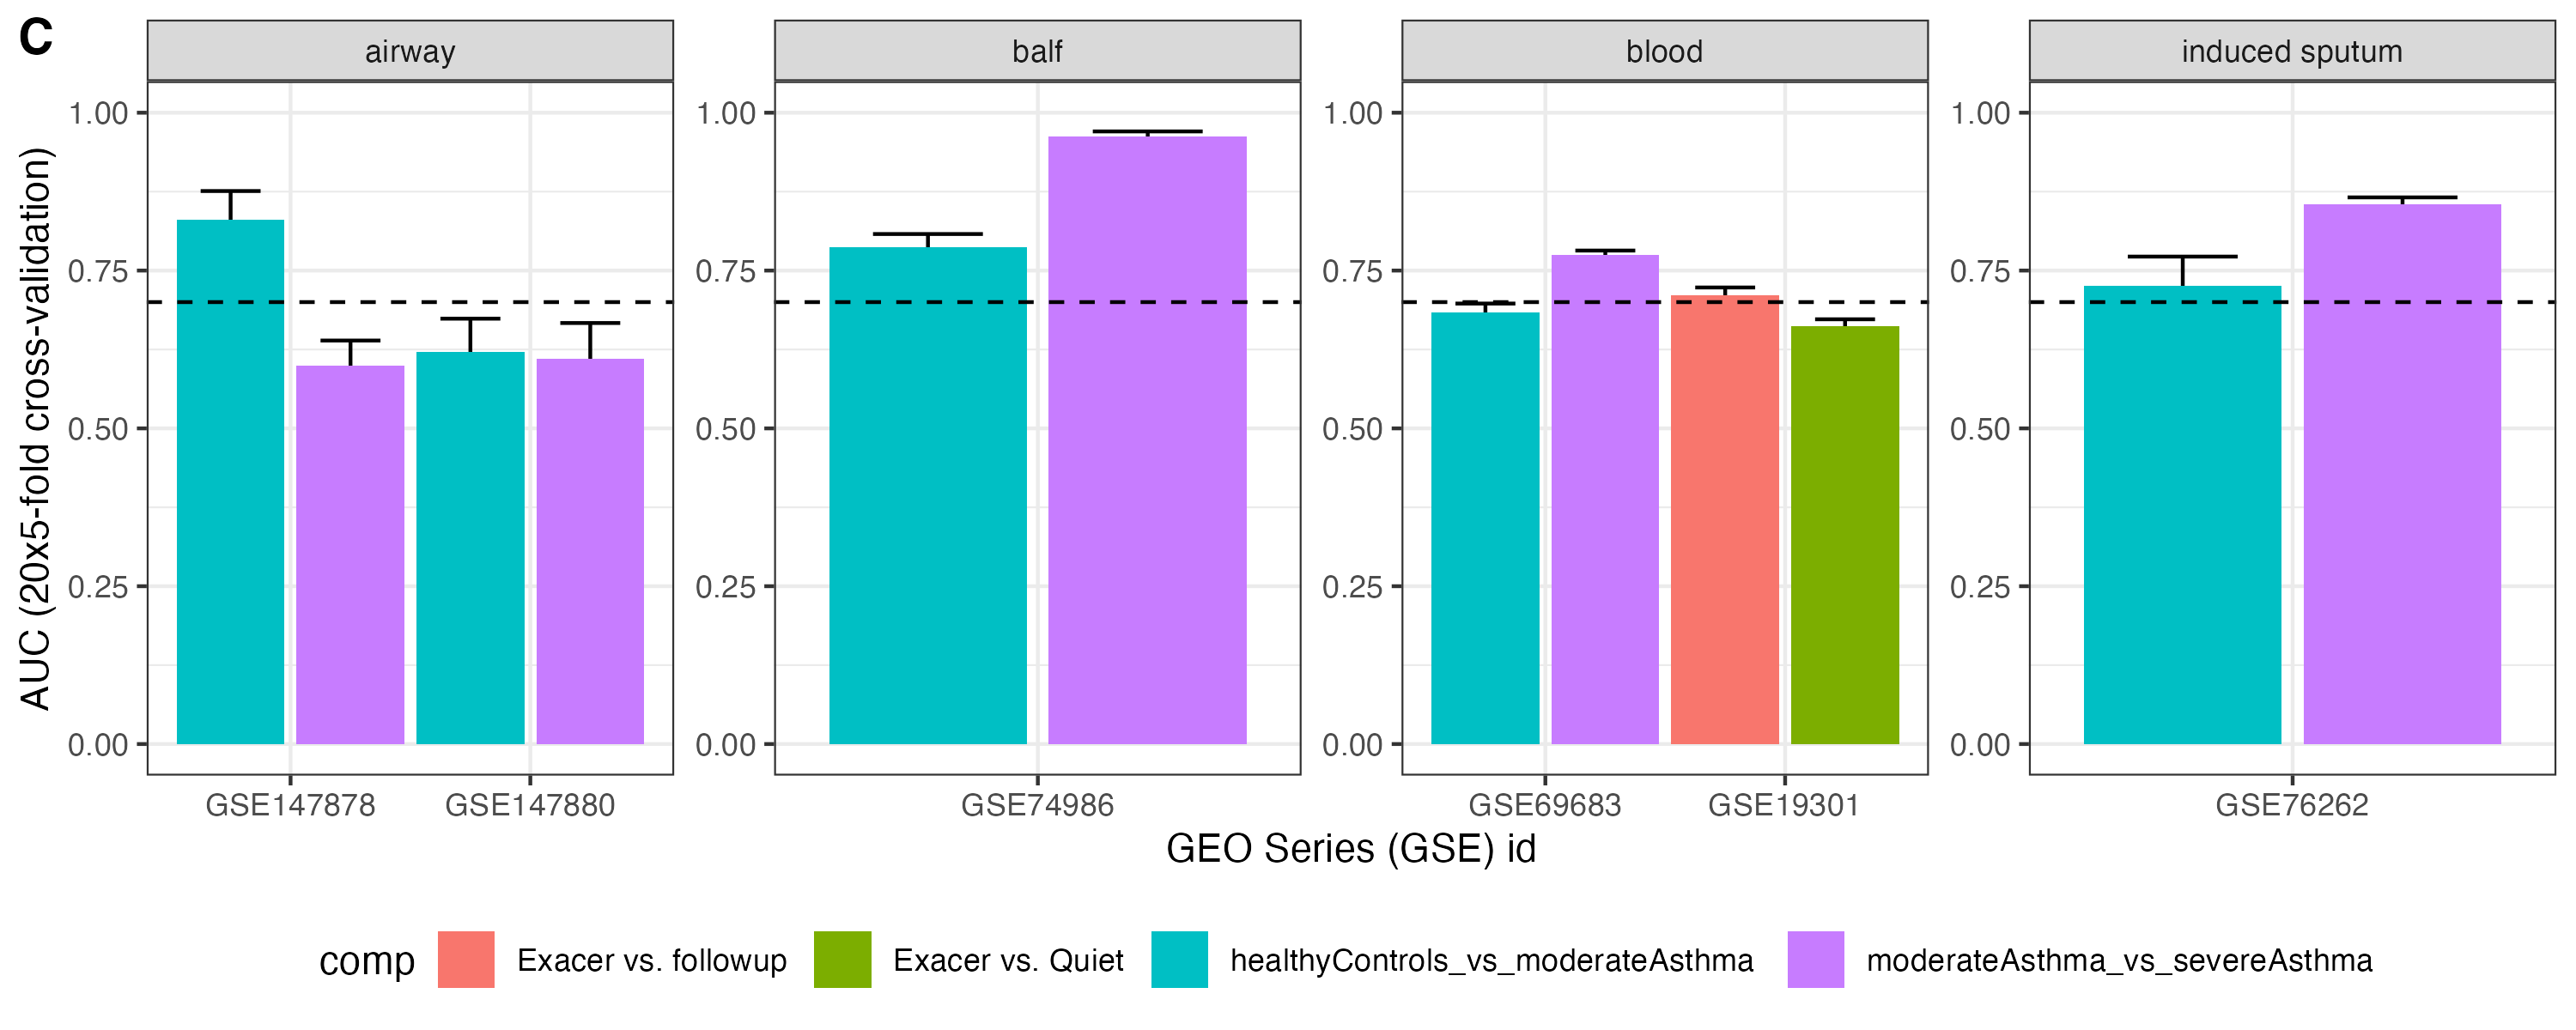 C
airway
balf
blood
induced sputum
AUC (20x5-fold cross-validation)
1.00
0.75
0.50
0.25
0.00
1.00
0.75
0.50
0.25
0.00
1.00
0.75
0.50
0.25
0.00
1.00
0.75
0.50
0.25
0.00
GSE147878
GSE147880
GSE74986
GSE69683
GSE19301
GSE76262
GEO Series (GSE) id
comp
Exacer vs. followup
Exacer vs. Quiet
healthyControls_vs_moderateAsthma
moderateAsthma_vs_severeAsthma